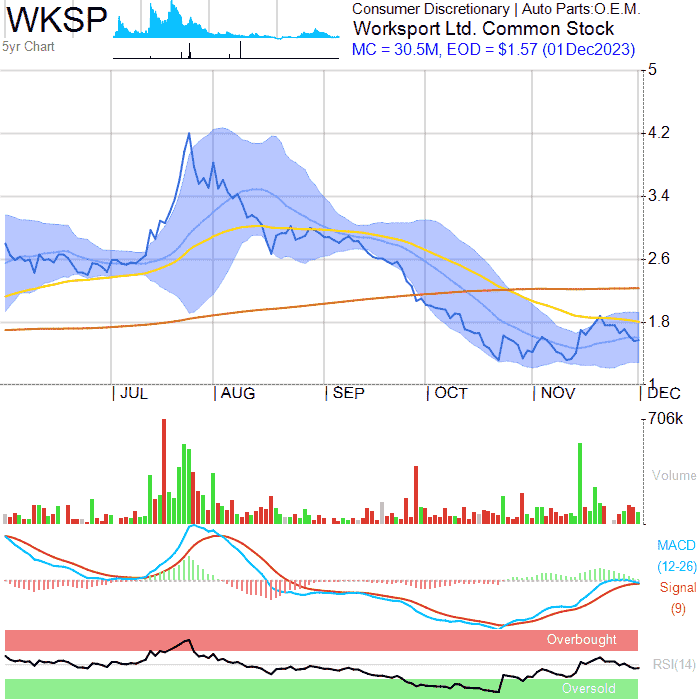 WKSP
5yr Chart
Consumer Discretionary | Auto Parts:O.E.M.
Worksport Ltd. Common Stock
MC = 30.5M, EOD = $1.57 (01Dec2023)
5
4.2
3.4
2.6
1.8
1
JUL
AUG
SEP
OCT
NOV
DEC
706k
Volume
MACD
(12-26)
Signal
(9)
Overbought
RSI(14)
Oversold